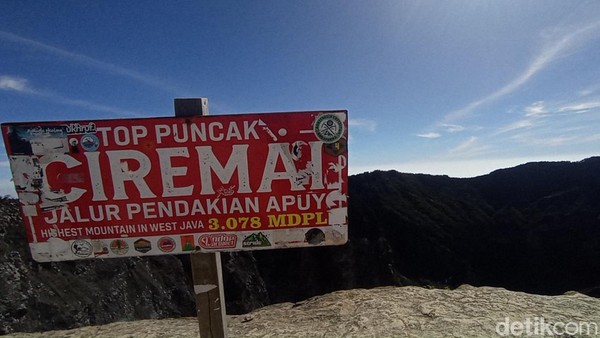 TOP PUNCAK
CIREMAI
JALUR PENDAKIAN APUY
HIGHEST MOUNTAIN IN WEST JAVA 3.078 MDPL
detikcom